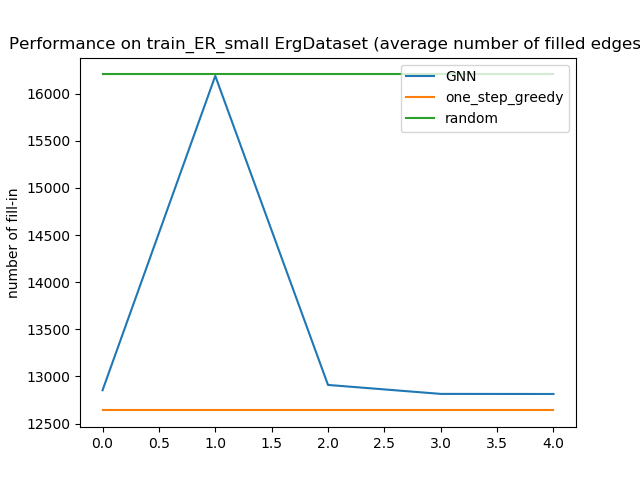 Performance on train_ER_small ErgDataset (average number of filled edges
GNN
one_step_greedy
random
number of fill-in
16000
15500
15000
14500
14000
13500
13000
12500
0.0 0.5 1.0 1.5 2.0 2.5 3.0 3.5 4.0